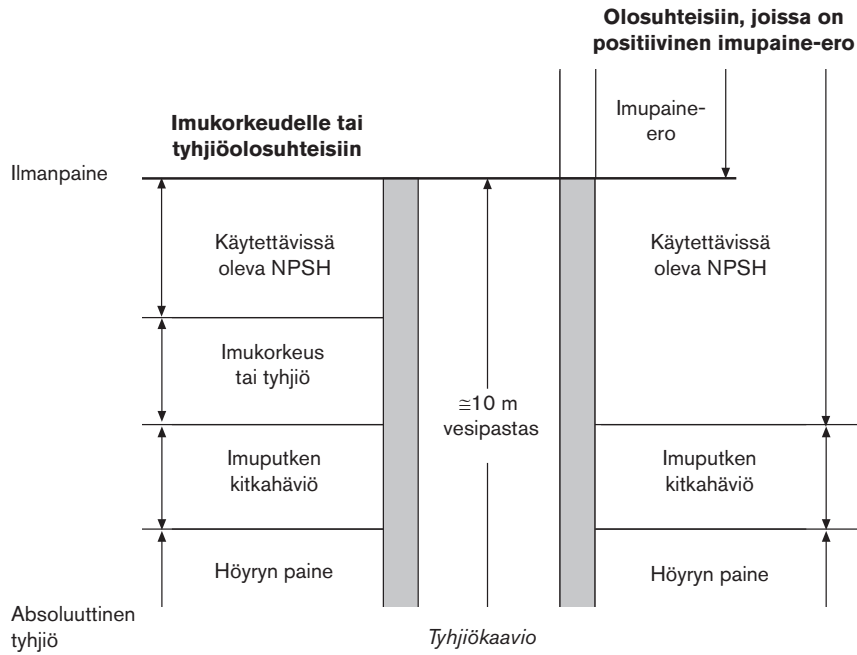 Olosuhteisiin, joissa on
positiivinen imupaine-ero
Imukorkeudelle tai
tyhjiöolosuhteisiin
Imupaine-
ero
Ilmanpaine
Käytettävissä
oleva NPSH
Käytettävissä
oleva NPSH
Imukorkeus
tai tyhjiö
≅10 m
vesipastas
Imuputken
kitkahäviö
Imuputken
kitkahäviö
Höyryn paine
Höyryn paine
Absoluuttinen
tyhjiö
Tyhjiökaavio